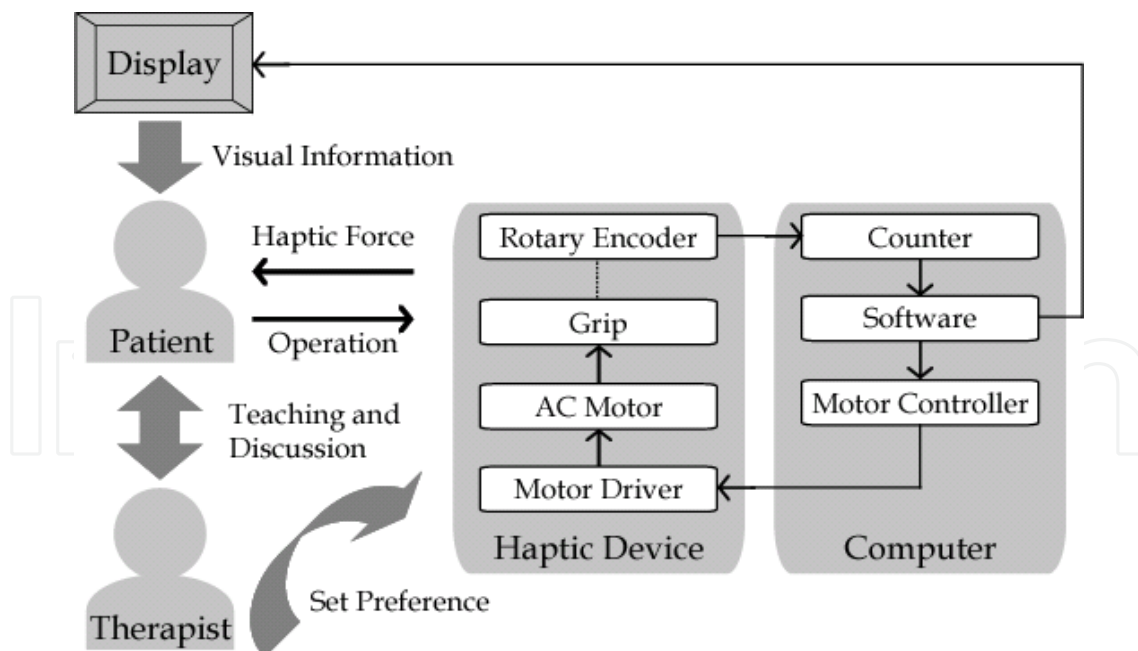 Display
Visual Information
Haptic Force
Operation
Patient
Teaching and
Discussion
Set Preference
Therapist
Rotary Encoder
Grip
AC Motor
Motor Driver
Haptic Device
Counter
Software
Motor Controller
Computer